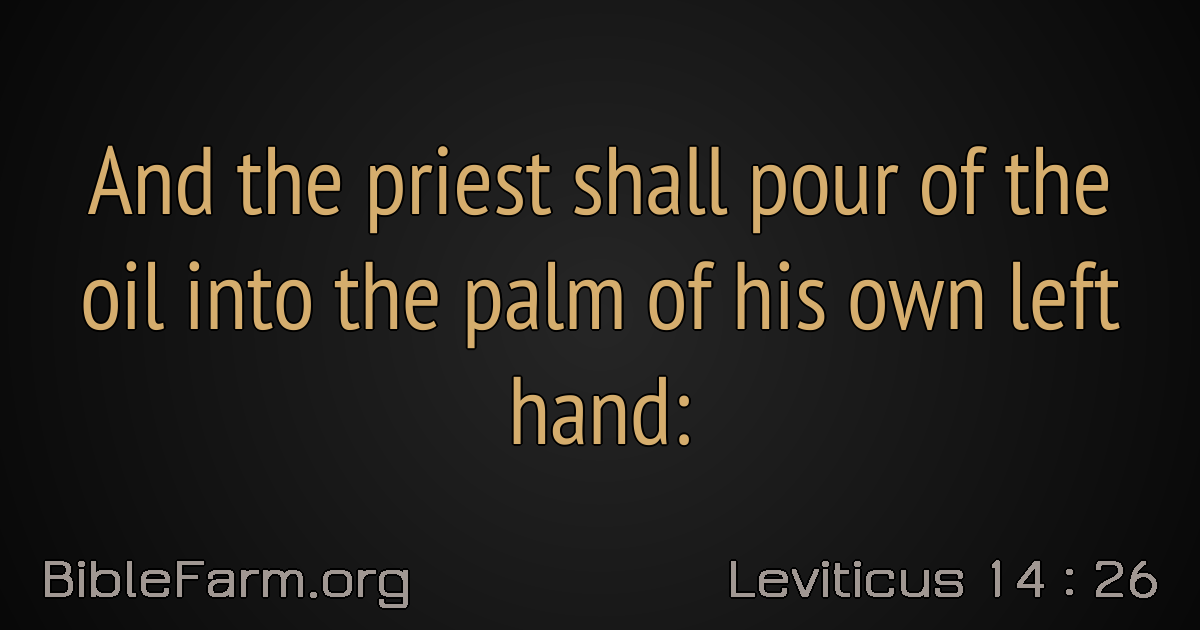 And the priest shall pour of the
oil into the palm of his own left
hand:
BibleFarm.org
Leviticus 14 : 26